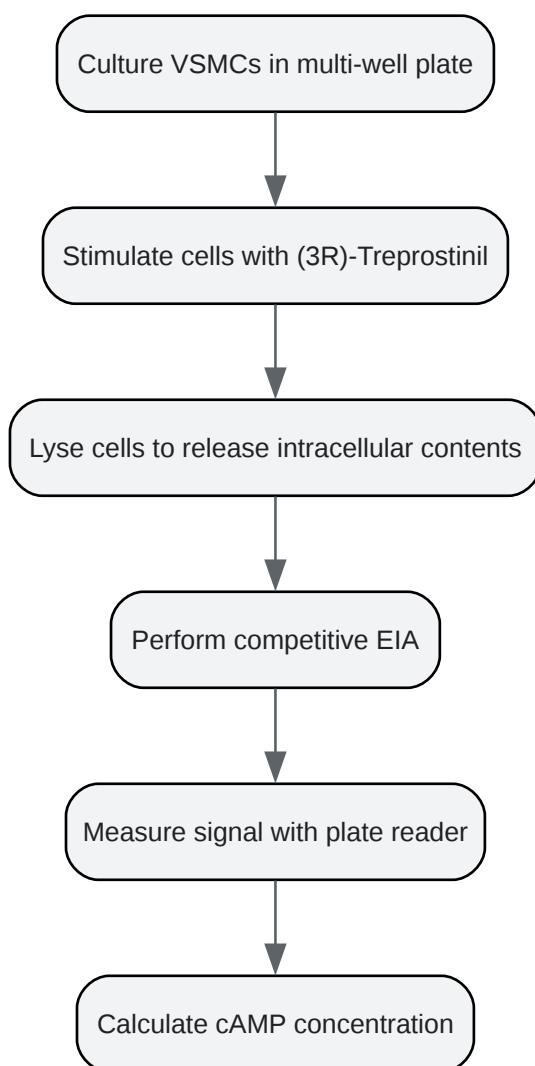 Culture VSMCs in multi-well plate
Stimulate cells with (3R)-Treprostinil
Lyse cells to release intracellular contents
Perform competitive EIA
Measure signal with plate reader
Calculate cAMP concentration